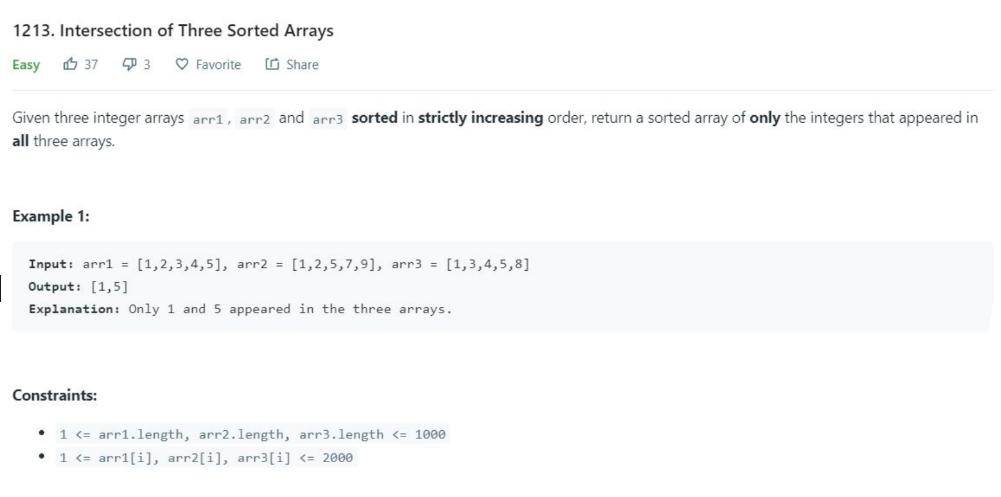 1213. Intersection of Three Sorted Arrays
Easy 37 3 Favorite Share
Given three integer arrays arr1, arr2 and arr3 sorted in strictly increasing order, return a sorted array of only the integers that appeared in
all three arrays.
Example 1:
Input: arr1 = [1,2,3,4,5], arr2 = [1,2,5,7,9], arr3 = [1,3,4,5,8]
Output: [1,5]
Explanation: Only 1 and 5 appeared in the three arrays.
Constraints:
• 1 <= arr1.length, arr2.length, arr3.length <= 1000
• 1 <= arr1[i], arr2[i], arr3[i] <= 2000